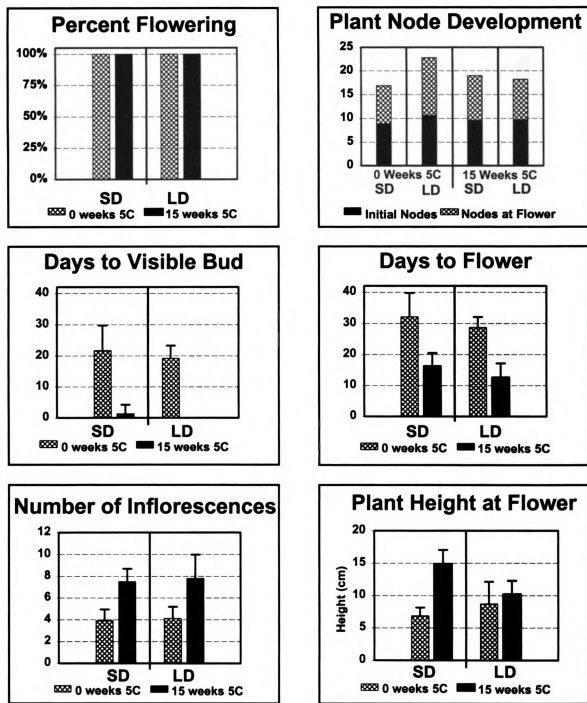 Percent Flowering
100%
75%
50%
25%
0%
SD LD
0 weeks 5C 15 weeks 5C
Plant Node Development
25
20
15
10
5
0
0 Weeks 5C 15 Weeks 5C
SD LD SD LD
Initial Nodes Nodes at Flower
Days to Visible Bud
40
30
20
10
0
SD LD
0 weeks 5C 15 weeks 5C
Days to Flower
40
30
20
10
0
SD LD
0 weeks 5C 15 weeks 5C
Number of Inflorescences
12
10
8
6
4
2
0
SD LD
0 weeks 5C 15 weeks 5C
Plant Height at Flower
Height (cm)
20
15
10
5
0
SD LD
0 weeks 5C 15 weeks 5C